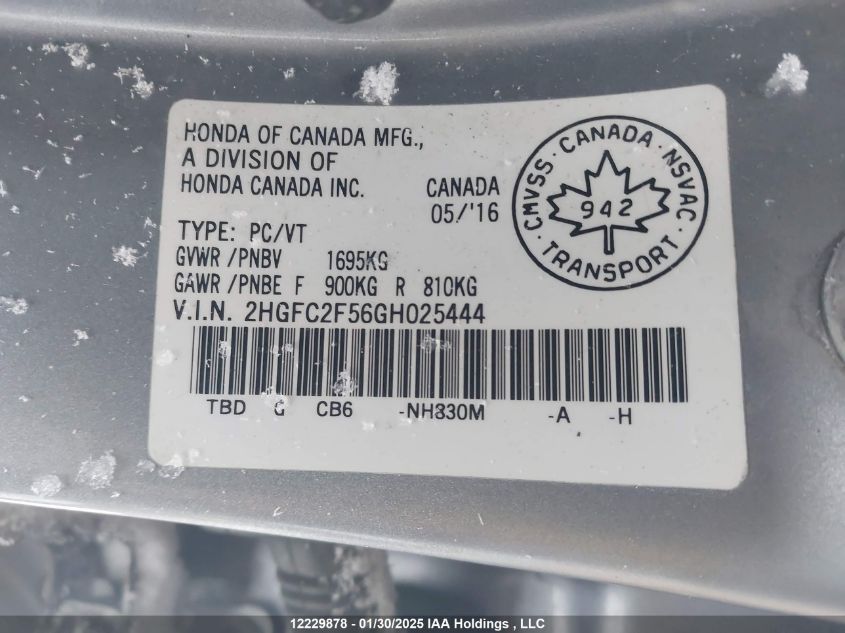 HONDA OF CANADA MFG.,
A DIVISION OF
HONDA CANADA INC. CANADA
05/'16
TYPE: PC/VT
GVWR /PNBV 1695KG
GAWR /PNBE F 900KG R 810KG
V.I.N. 2HGFC2F56GH025444
TBD G CB6 -NH830M -A -H
CMVSS · CANADA · NSVAC · TRANSPORT ·
942
12229878 - 01/30/2025 IAA Holdings , LLC